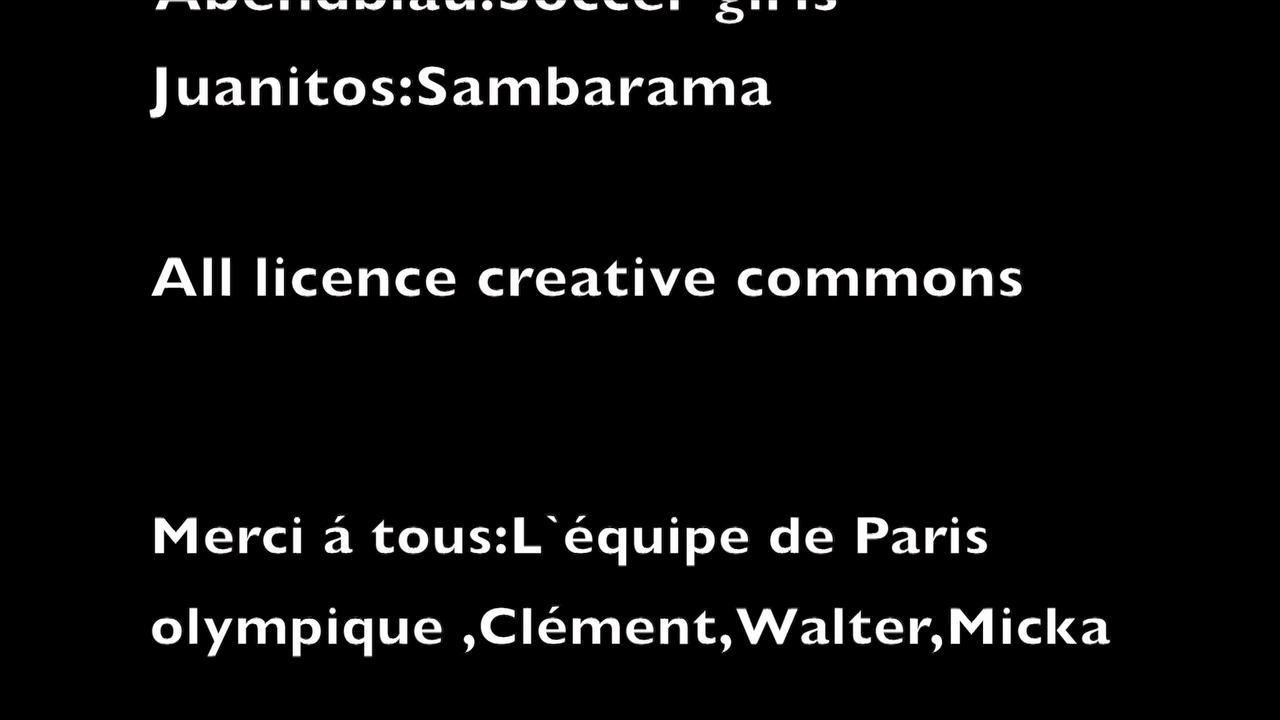 Abendblau:Soccer girls
Juanitos:Sambarama
All licence creative commons
Merci á tous:L`équipe de Paris
olympique ,Clément,Walter,Micka